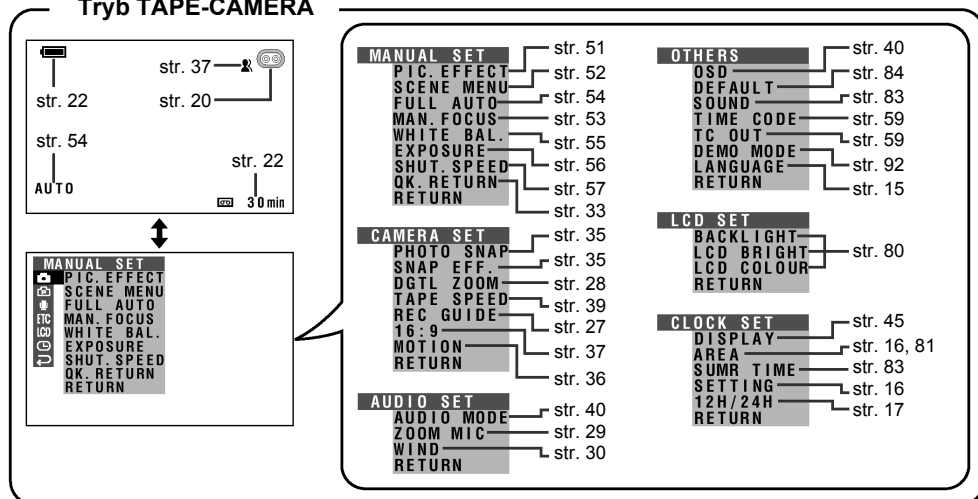 Tryb TAPE-CAMERA
str. 22
str. 37
str. 20
str. 54
AUTO
str. 22
30min
MANUAL SET
PIC. EFFECT
SCENE MENU
FULL AUTO
ETC MAN. FOCUS
LCD WHITE BAL.
EXPOSURE
SHUT. SPEED
QK. RETURN
RETURN
MANUAL SET
PIC. EFFECT str. 51
SCENE MENU str. 52
FULL AUTO str. 54
MAN. FOCUS str. 53
WHITE BAL. str. 55
EXPOSURE str. 56
SHUT. SPEED str. 57
QK. RETURN str. 33
RETURN
CAMERA SET
PHOTO SNAP str. 35
SNAP EFF. str. 35
DGTL ZOOM str. 28
TAPE SPEED str. 39
REC GUIDE str. 27
16:9 str. 37
MOTION str. 36
RETURN
AUDIO SET
AUDIO MODE str. 40
ZOOM MIC str. 29
WIND str. 30
RETURN
OTHERS
OSD str. 40
DEFAULT str. 84
SOUND str. 83
TIME CODE str. 59
TC OUT str. 59
DEMO MODE str. 92
LANGUAGE str. 15
RETURN
LCD SET
BACKLIGHT
LCD BRIGHT str. 80
LCD COLOUR
RETURN
CLOCK SET
DISPLAY str. 45
AREA str. 16, 81
SUMR TIME str. 83
SETTING str. 16
12H/24H str. 17
RETURN